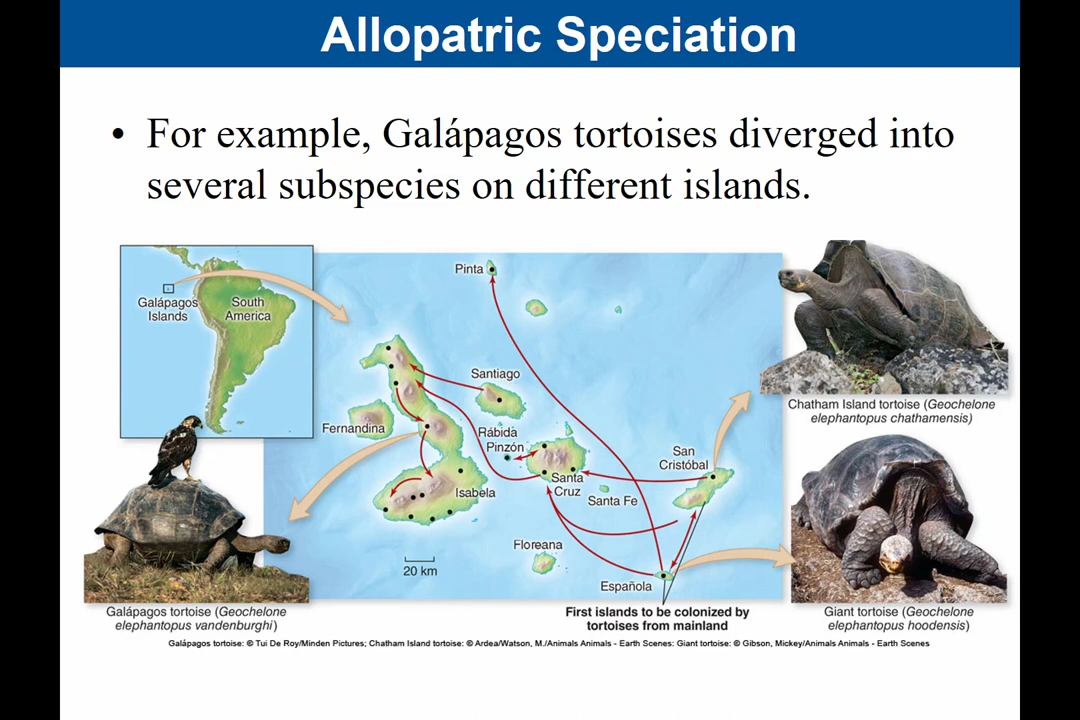 Allopatric Speciation
• For example, Galápagos tortoises diverged into
several subspecies on different islands.
Galápagos
Islands
South
America
Pinta
Santiago
Fernandina
Rábida
Pinzón
Isabela
Santa
Cruz
Santa Fe
San
Cristóbal
Floreana
Española
20 km
First islands to be colonized by
tortoises from mainland
Chatham Island tortoise (Geochelone
elephantopus chathamensis)
Galápagos tortoise (Geochelone
elephantopus vandenburghi)
Giant tortoise (Geochelone
elephantopus hoodensis)
Galápagos tortoise: © Tui De Roy/Minden Pictures; Chatham Island tortoise: © Ardea/Watson, M./Animals Animals - Earth Scenes: Giant tortoise: © Gibson, Mickey/Animals Animals - Earth Scenes